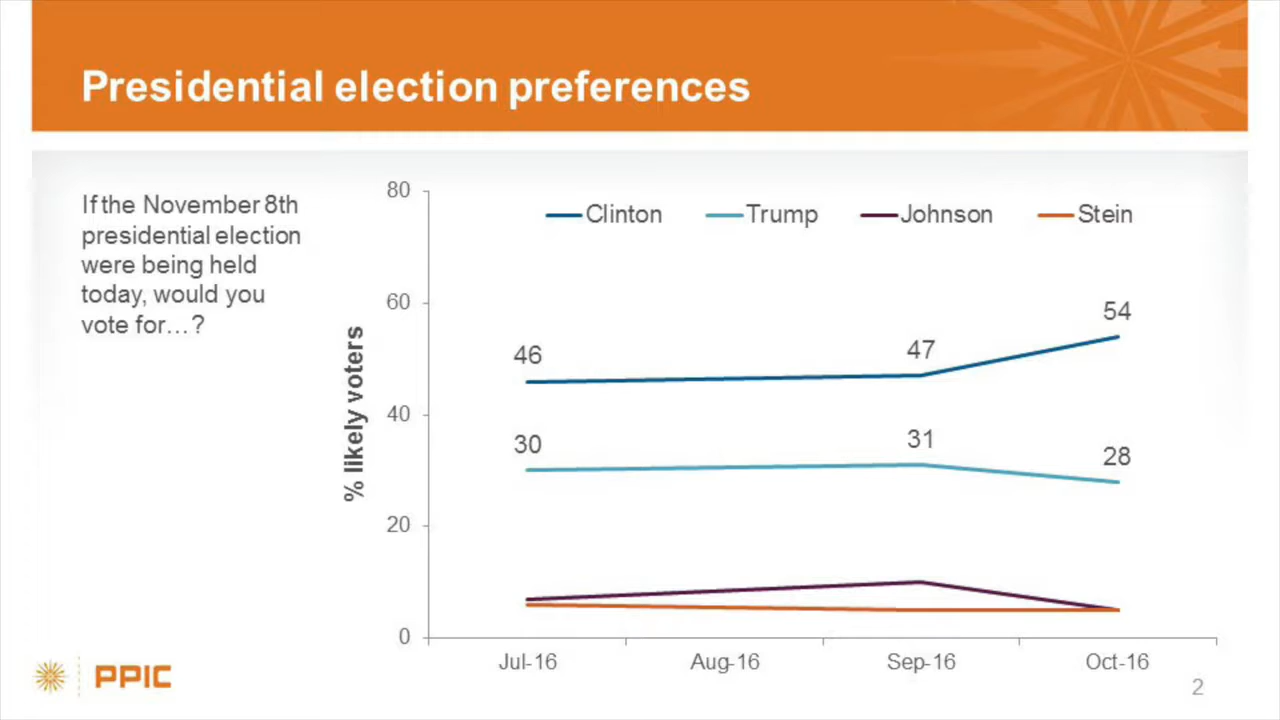 Presidential election preferences
If the November 8th
presidential election
were being held
today, would you
vote for…?
% likely voters
80
60
40
20
0
Clinton Trump Johnson Stein
46
47
54
30
31
28
Jul-16 Aug-16 Sep-16 Oct-16
PPIC
2